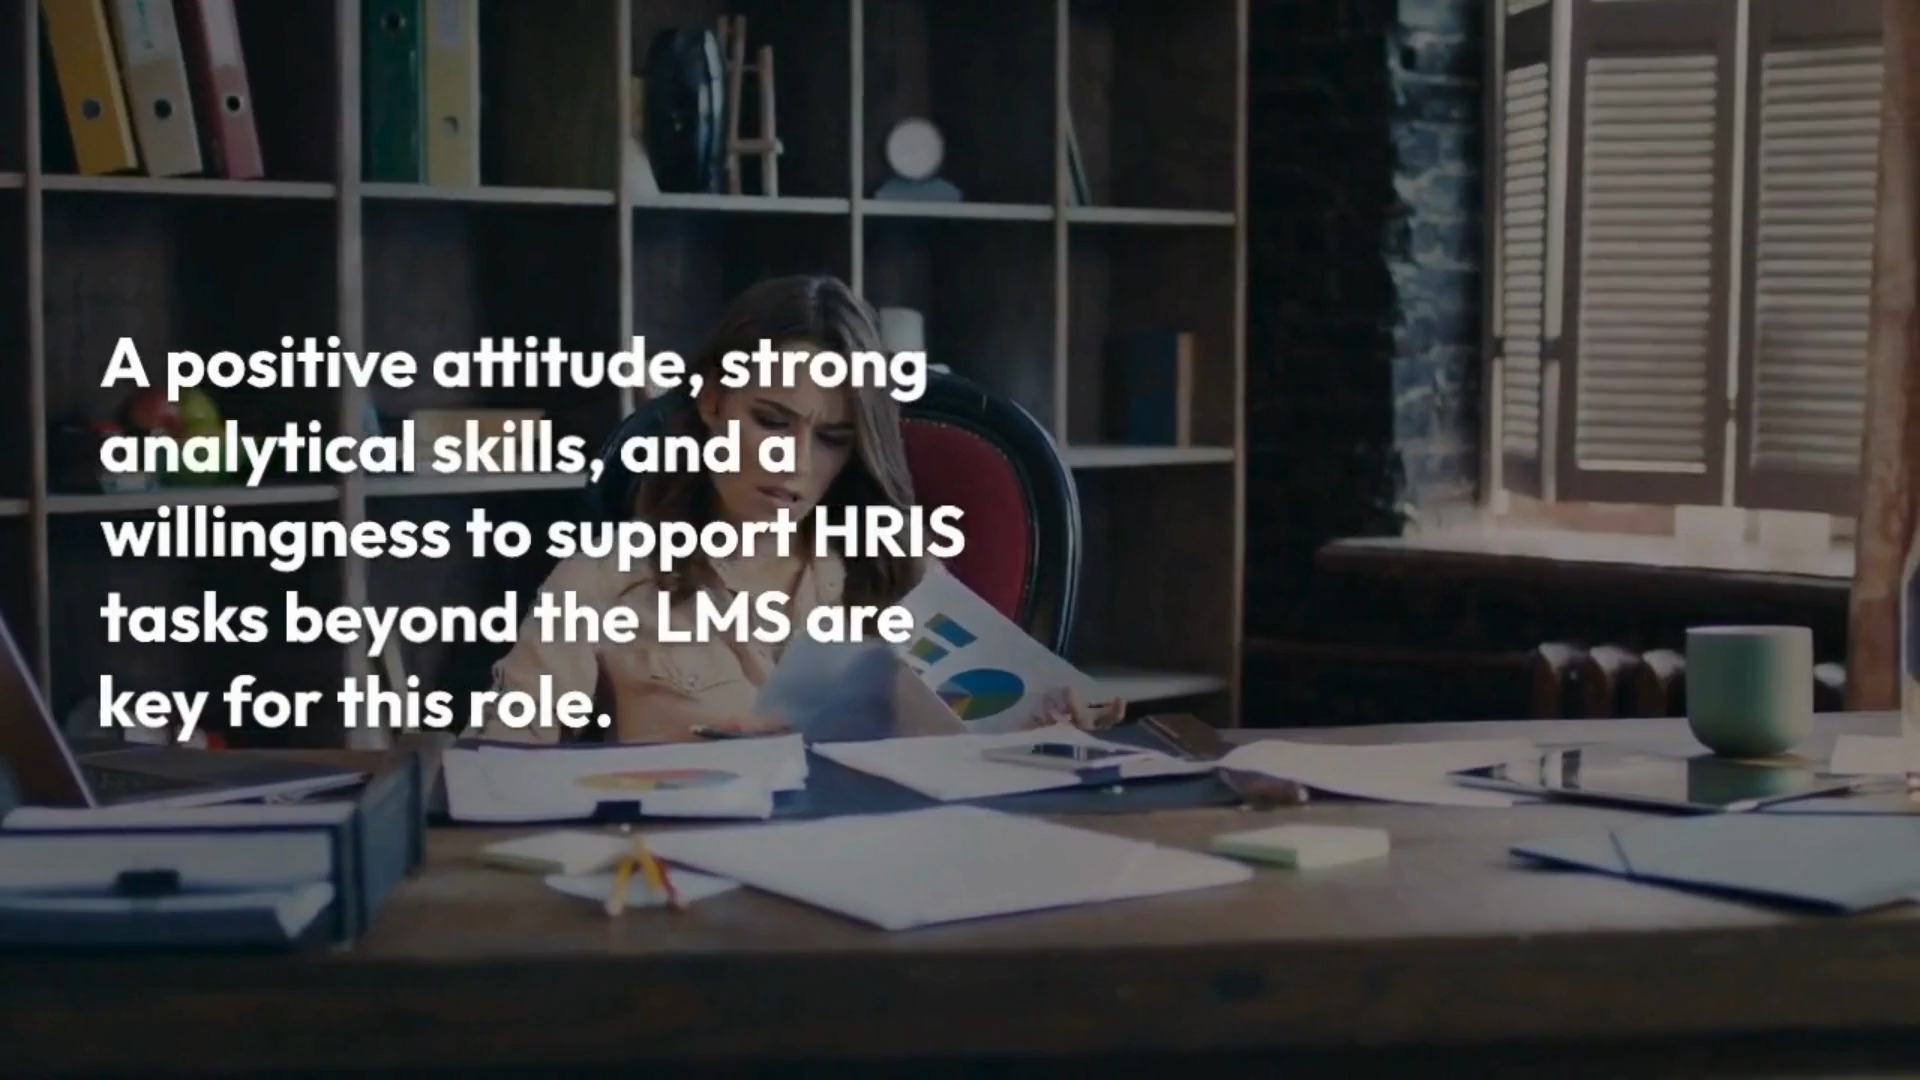 A positive attitude, strong
analytical skills, and a
willingness to support HRIS
tasks beyond the LMS are
key for this role.